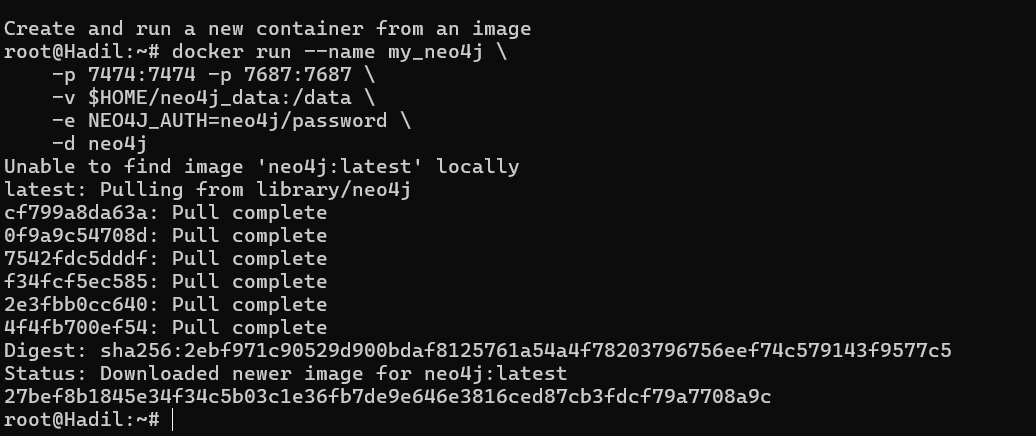 Create and run a new container from an image
root@Hadil:~# docker run --name my_neo4j \
    -p 7474:7474 -p 7687:7687 \
    -v $HOME/neo4j_data:/data \
    -e NEO4J_AUTH=neo4j/password \
    -d neo4j
Unable to find image 'neo4j:latest' locally
latest: Pulling from library/neo4j
cf799a8da63a: Pull complete
0f9a9c54708d: Pull complete
7542fdc5dddf: Pull complete
f34fcf5ec585: Pull complete
2e3fbb0cc640: Pull complete
4f4fb700ef54: Pull complete
Digest: sha256:2ebf971c90529d900bdaf8125761a54a4f78203796756eef74c579143f9577c5
Status: Downloaded newer image for neo4j:latest
27bef8b1845e34f34c5b03c1e36fb7de9e646e3816ced87cb3fdcf79a7708a9c
root@Hadil:~#